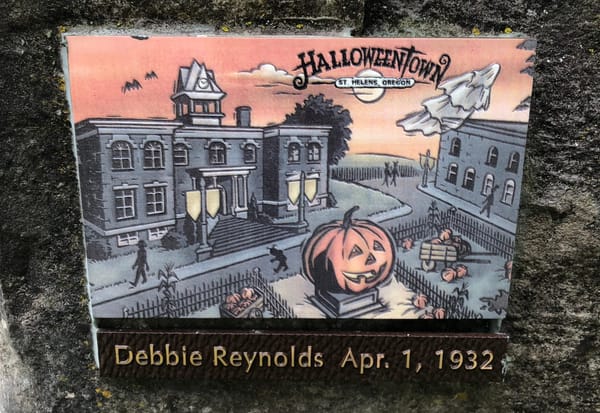 HALLOWEENTOWN
ST. HELENS, OREGON
Debbie Reynolds Apr. 1, 1932